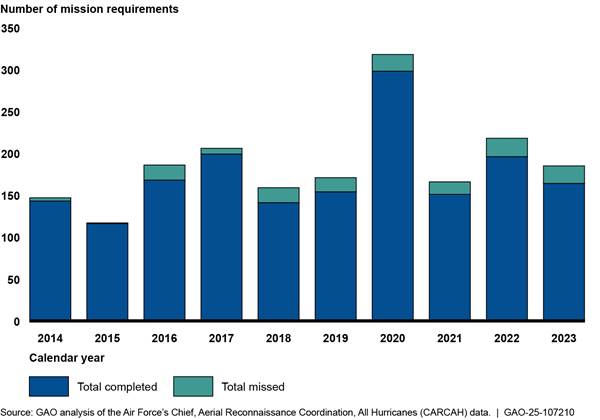 Number of mission requirements
350
300
250
200
150
100
50
0
2014 2015 2016 2017 2018 2019 2020 2021 2022 2023
Calendar year
Total completed Total missed
Source: GAO analysis of the Air Force's Chief, Aerial Reconnaissance Coordination, All Hurricanes (CARCAH) data. | GAO-25-107210